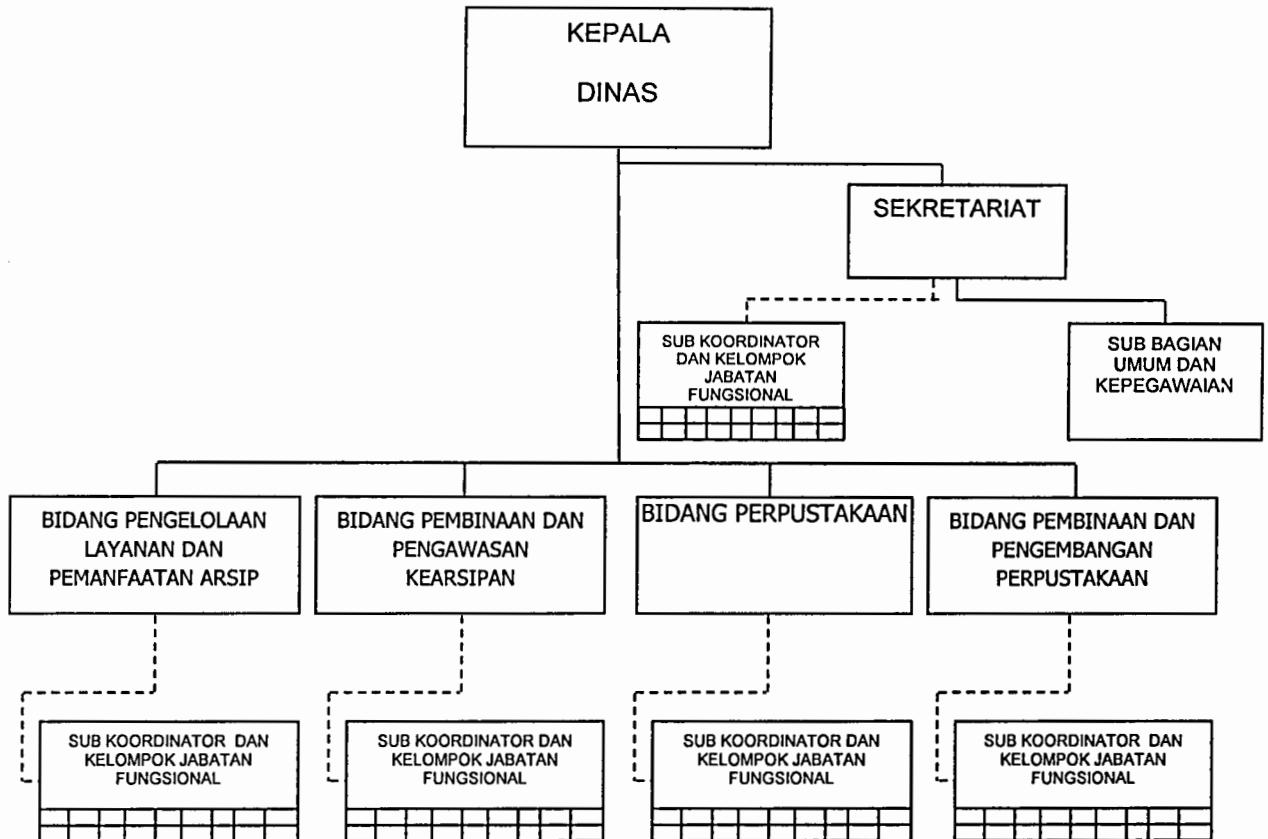 KEPALA
DINAS
SEKRETARIAT
SUB KOORDINATOR
DAN KELOMPOK
JABATAN
FUNGSIONAL
SUB BAGIAN
UMUM DAN
KEPEGAWAIAN
BIDANG PENGELOLAAN
LAYANAN DAN
PEMANFAATAN ARSIP
BIDANG PEMBINAAN DAN
PENGAWASAN
KEARSIPAN
BIDANG PERPUSTAKAAN
BIDANG PEMBINAAN DAN
PENGEMBANGAN
PERPUSTAKAAN
SUB KOORDINATOR DAN
KELOMPOK JABATAN
FUNGSIONAL
SUB KOORDINATOR DAN
KELOMPOK JABATAN
FUNGSIONAL
SUB KOORDINATOR DAN
KELOMPOK JABATAN
FUNGSIONAL
SUB KOORDINATOR DAN
KELOMPOK JABATAN
FUNGSIONAL